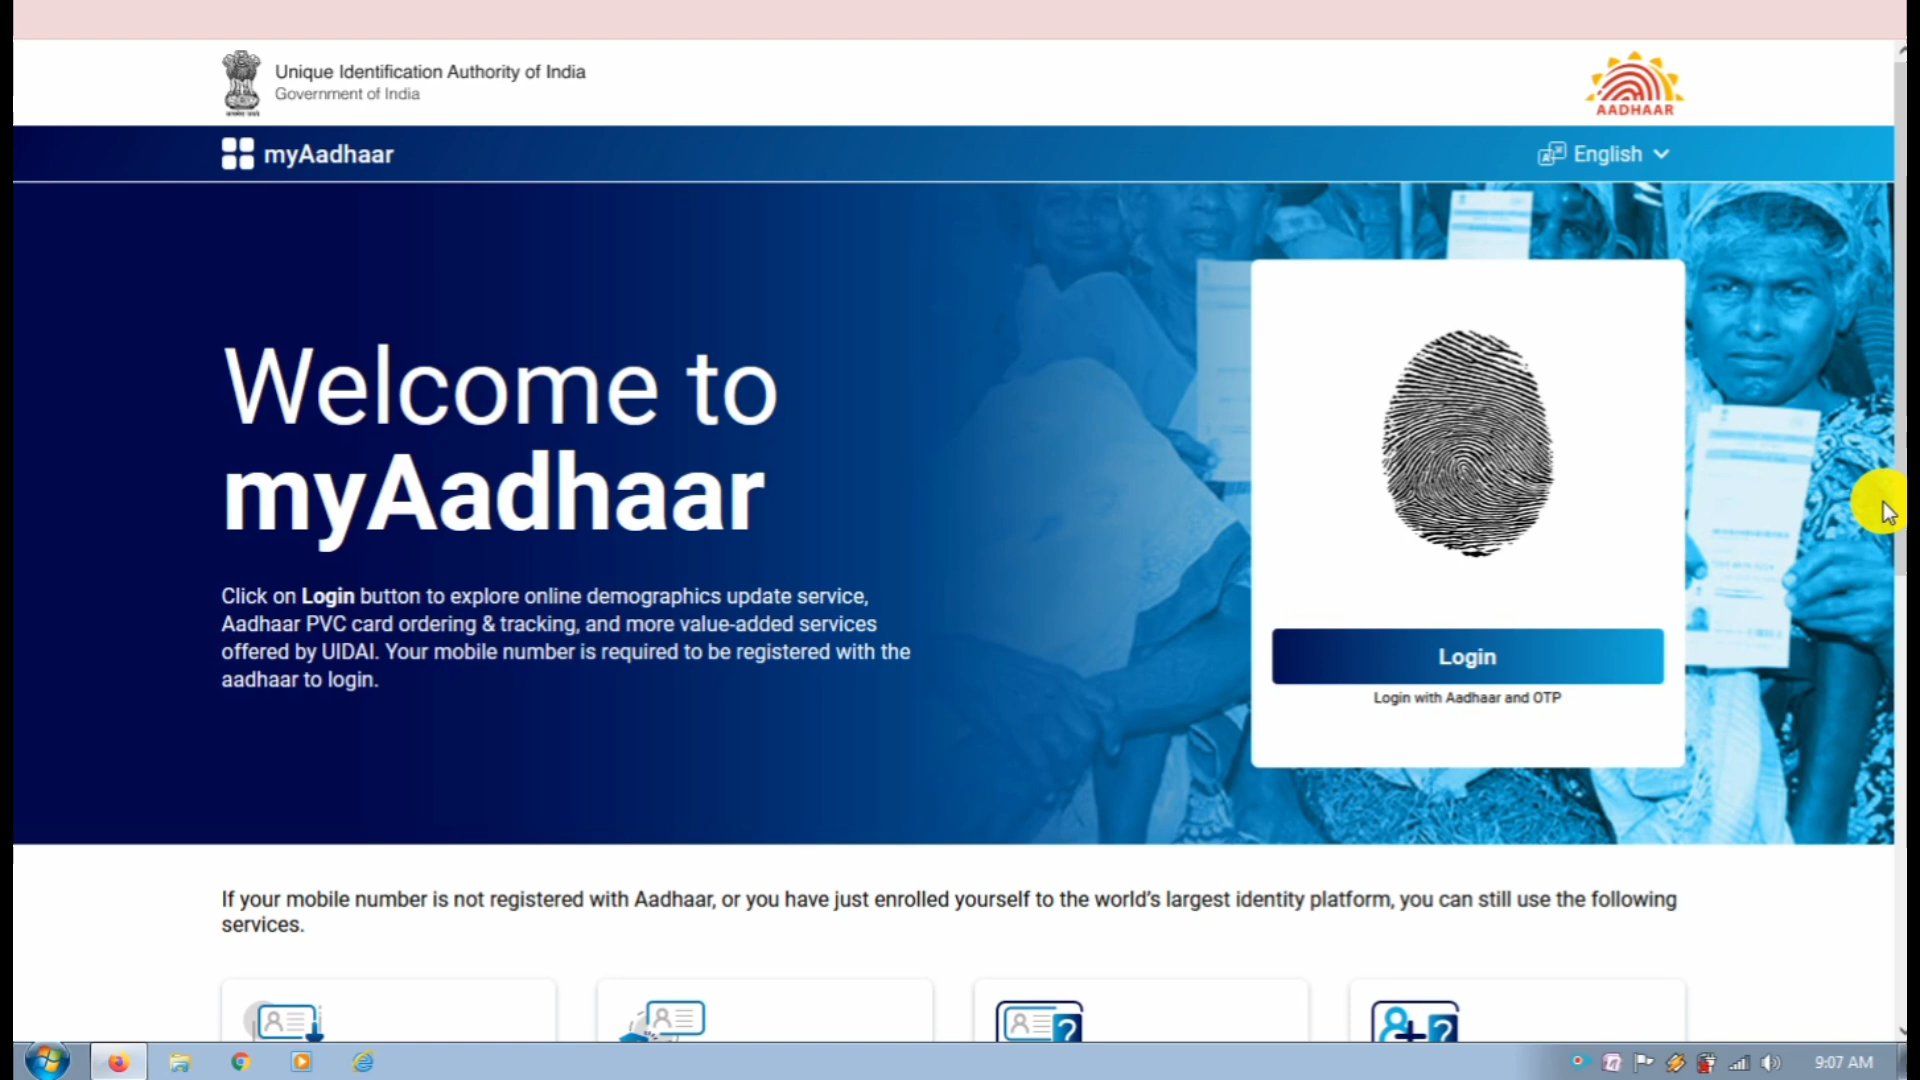 Unique Identification Authority of India
Government of India
AADHAAR
myAadhaar
English
Welcome to
myAadhaar
Click on Login button to explore online demographics update service,
Aadhaar PVC card ordering & tracking, and more value-added services
offered by UIDAI. Your mobile number is required to be registered with the
aadhaar to login.
Login
Login with Aadhaar and OTP
If your mobile number is not registered with Aadhaar, or you have just enrolled yourself to the world's largest identity platform, you can still use the following
services.
9:07 AM